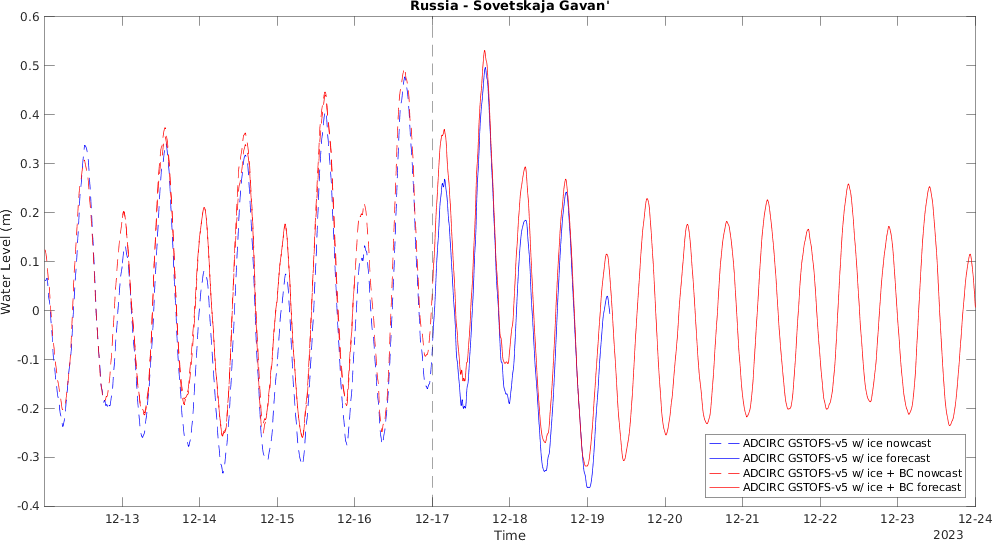 Russia - Sovetskaja Gavan'
Water Level (m)
0.6
0.5
0.4
0.3
0.2
0.1
0
-0.1
-0.2
-0.3
-0.4
ADCIRC GSTOFS-v5 w/ ice nowcast
ADCIRC GSTOFS-v5 w/ ice forecast
ADCIRC GSTOFS-v5 w/ ice + BC nowcast
ADCIRC GSTOFS-v5 w/ ice + BC forecast
12-13 12-14 12-15 12-16 12-17 12-18 12-19 12-20 12-21 12-22 12-23 12-24
Time
2023